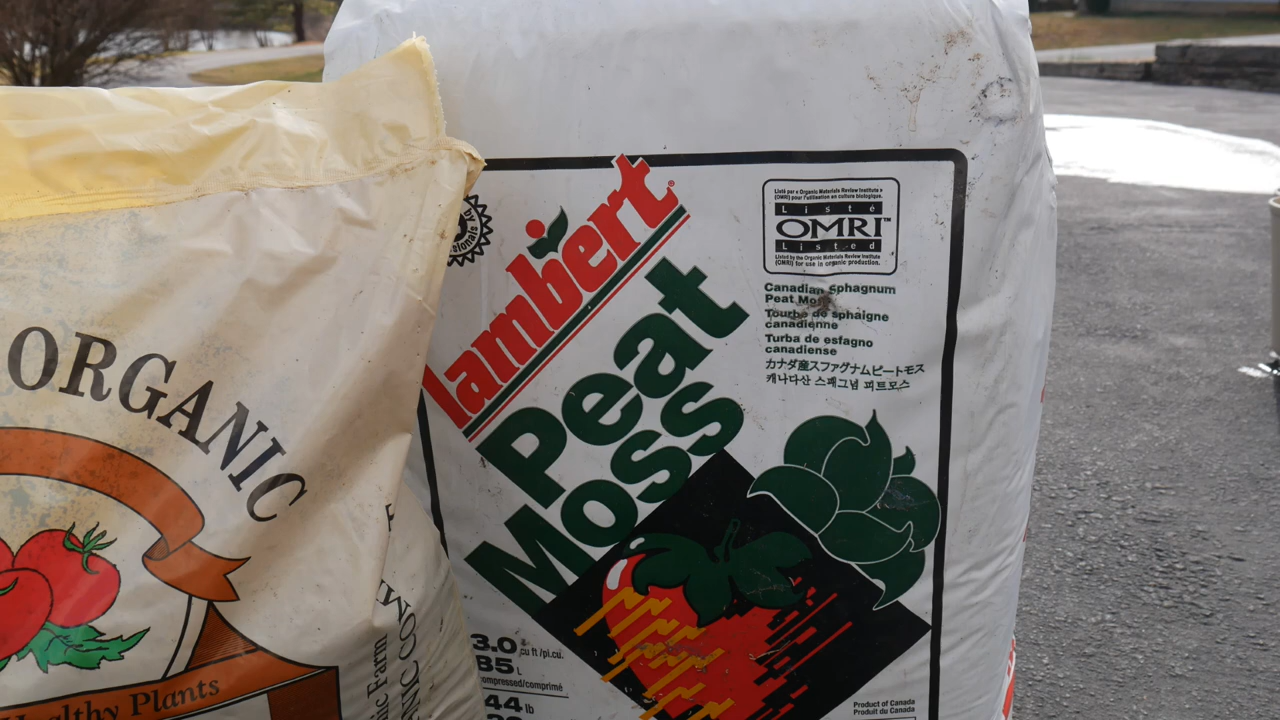 ORGANIC
Healthy Plants
lambert®
Peat
Moss
Listé par « Organic Materials Review Institute »
(OMRI) pour l'utilisation en culture biologique.
Listé
OMRI™
Listed
Listed by the Organic Materials Review Institute
(OMRI) for use in organic production.
Canadian Sphagnum
Peat Moss
Tourbe de sphaigne
canadienne
Turba de esfagno
canadiense
カナダ産スファグナムピートモス
캐나다산 스패그넘 피트모스
3.0 cu ft /pi.cu.
85 L
compressed/comprimé
44 lb
Product of Canada
Produit du Canada